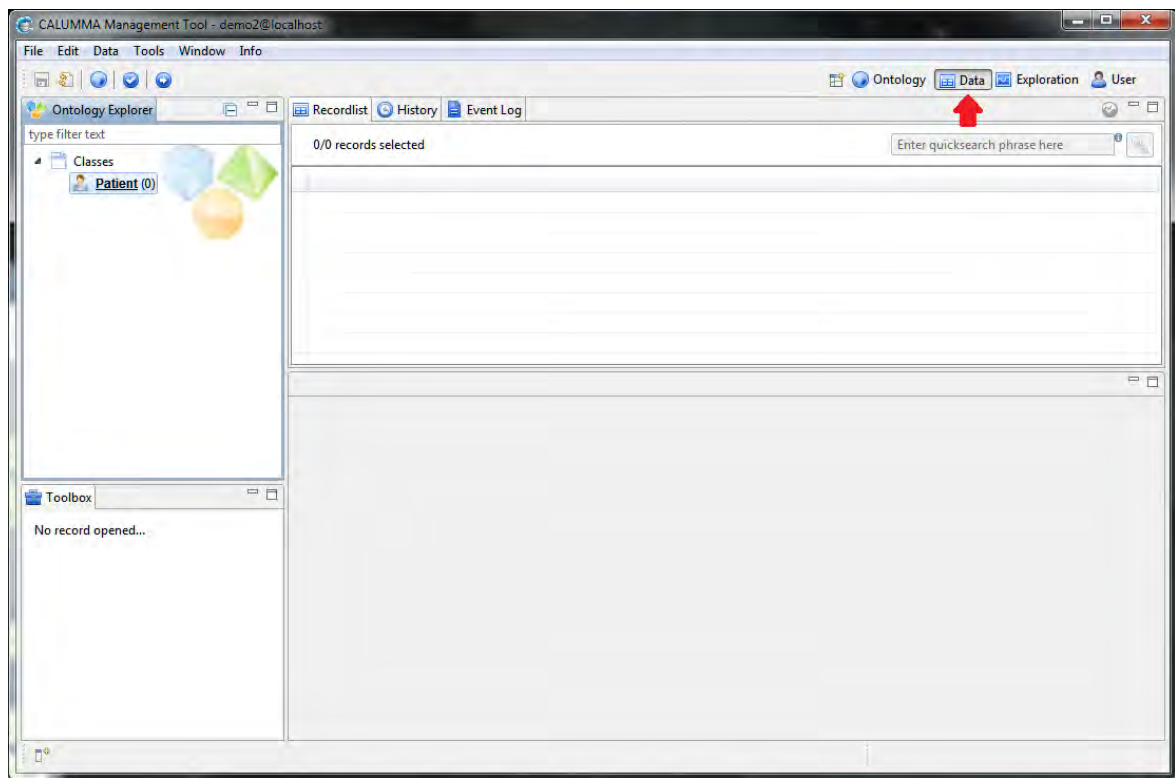 CALUMMA Management Tool - demo2@localhost
File Edit Data Tools Window Info
Ontology Data Exploration User
Ontology Explorer
Recordlist History Event Log
type filter text
0/0 records selected
Enter quicksearch phrase here
Classes
Patient (0)
Toolbox
No record opened...